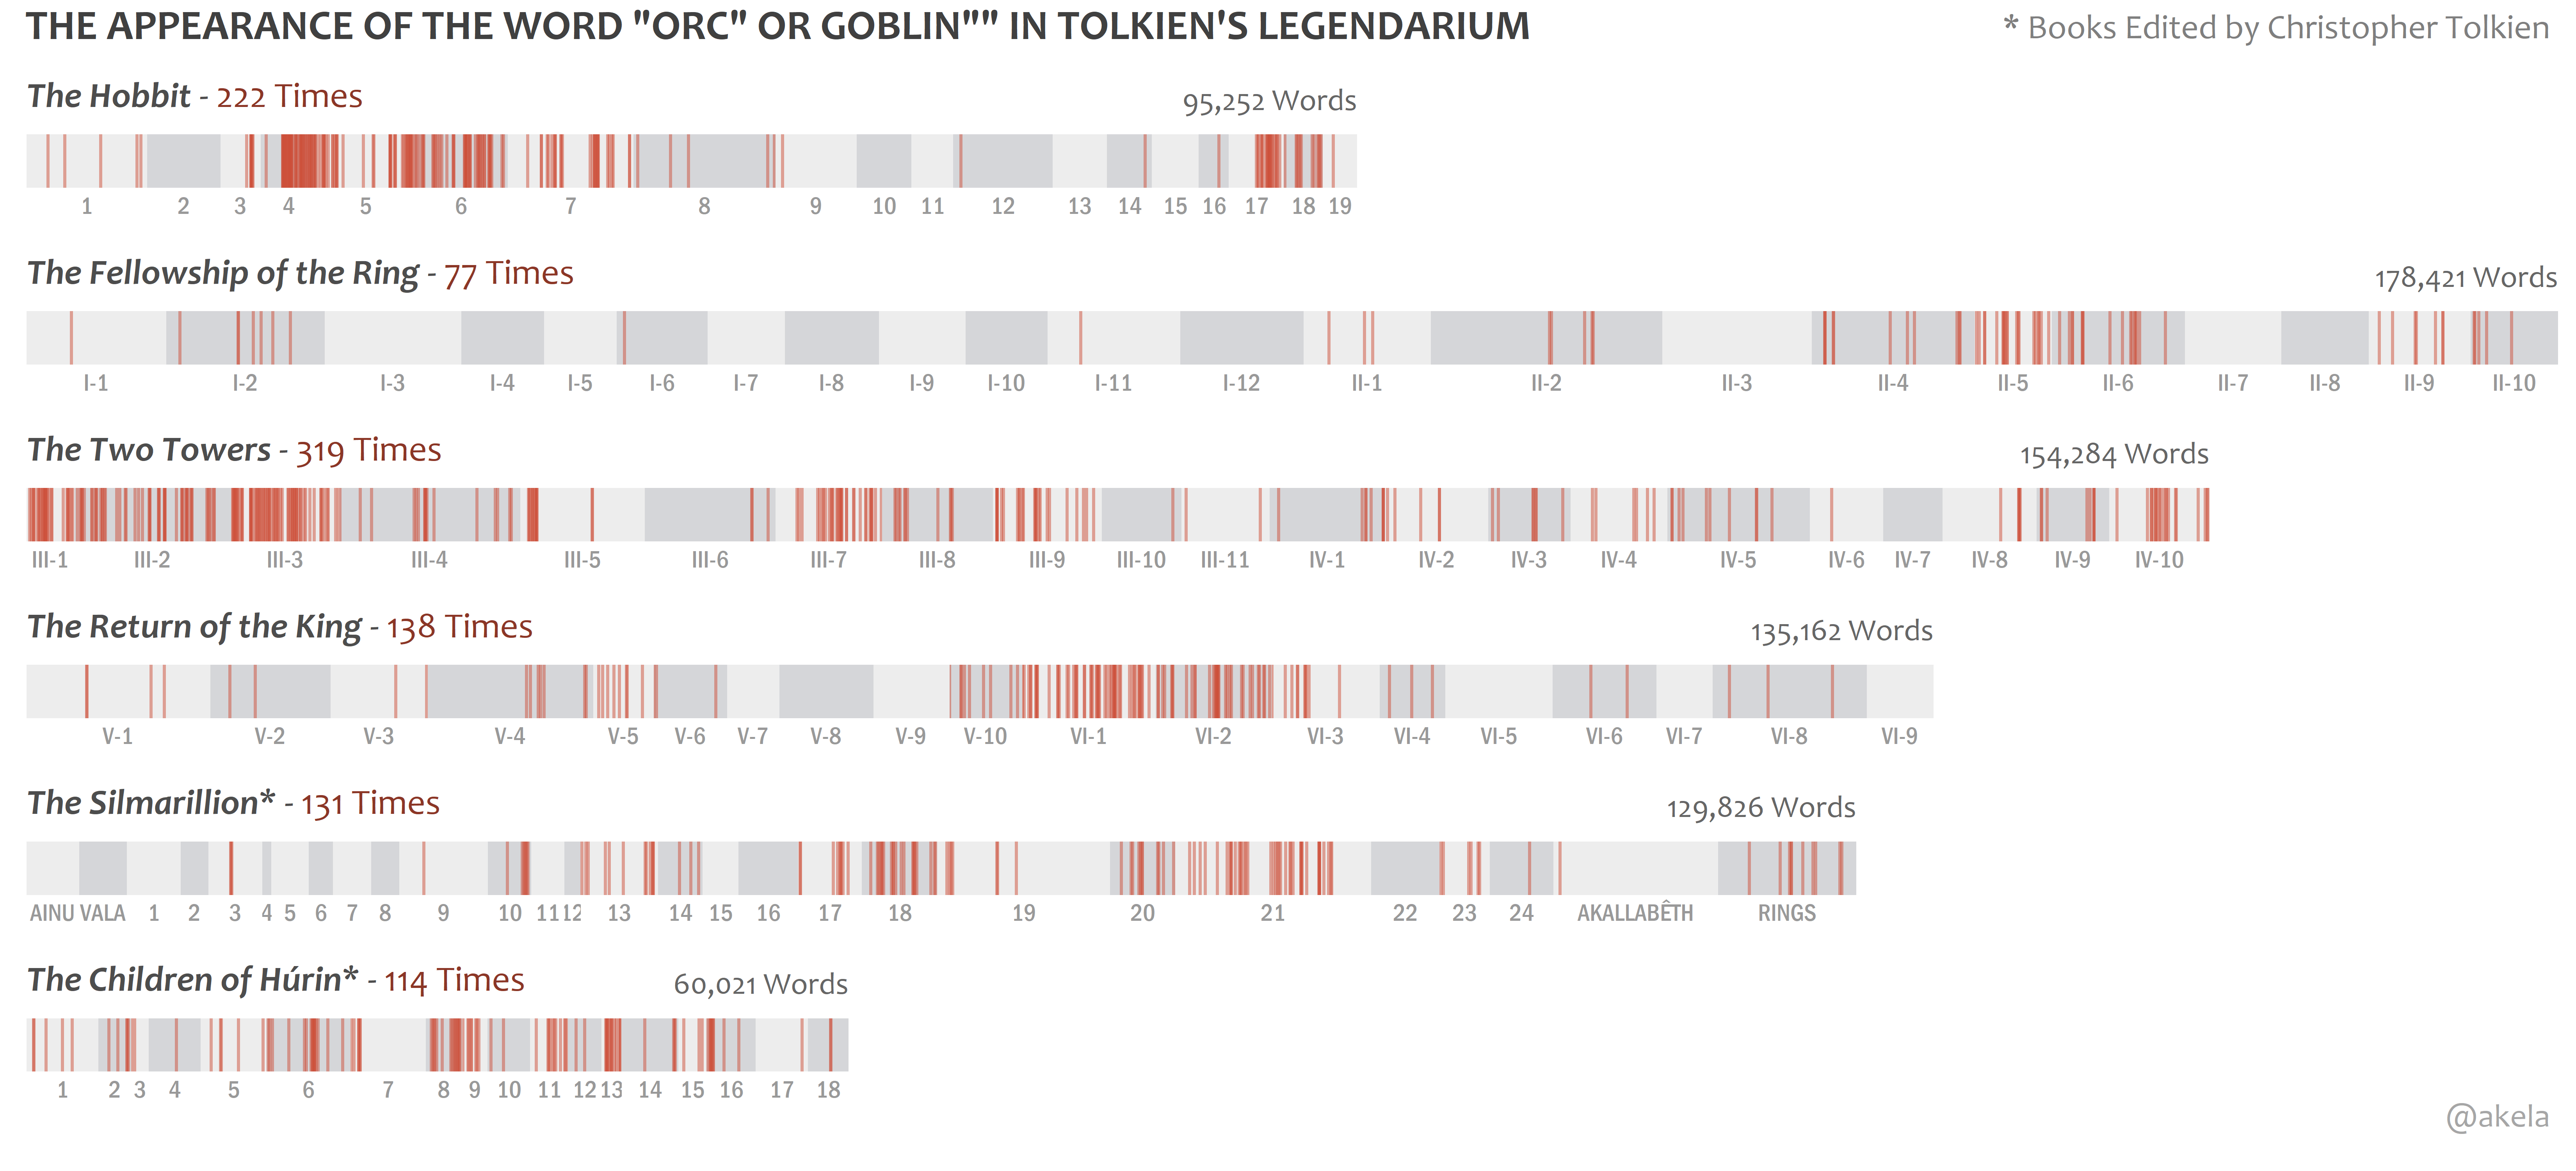 THE APPEARANCE OF THE WORD "ORC" OR GOBLIN"" IN TOLKIEN'S LEGENDARIUM
* Books Edited by Christopher Tolkien
The Hobbit - 222 Times
95,252 Words
1 2 3 4 5 6 7 8 9 10 11 12 13 14 15 16 17 18 19
The Fellowship of the Ring - 77 Times
178,421 Words
I-1 I-2 I-3 I-4 I-5 I-6 I-7 I-8 I-9 I-10 I-11 I-12 II-1 II-2 II-3 II-4 II-5 II-6 II-7 II-8 II-9 II-10
The Two Towers - 319 Times
154,284 Words
III-1 III-2 III-3 III-4 III-5 III-6 III-7 III-8 III-9 III-10 III-11 IV-1 IV-2 IV-3 IV-4 IV-5 IV-6 IV-7 IV-8 IV-9 IV-10
The Return of the King - 138 Times
135,162 Words
V-1 V-2 V-3 V-4 V-5 V-6 V-7 V-8 V-9 V-10 VI-1 VI-2 VI-3 VI-4 VI-5 VI-6 VI-7 VI-8 VI-9
The Silmarillion* - 131 Times
129,826 Words
AINU VALA 1 2 3 4 5 6 7 8 9 10 11 12 13 14 15 16 17 18 19 20 21 22 23 24 AKALLABÊTH RINGS
The Children of Húrin* - 114 Times
60,021 Words
1 2 3 4 5 6 7 8 9 10 11 12 13 14 15 16 17 18
@akela